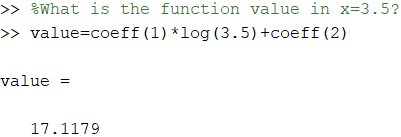 >> %What is the function value in x=3.5?
>> value=coeff(1)*log(3.5)+coeff(2)
value =
17.1179